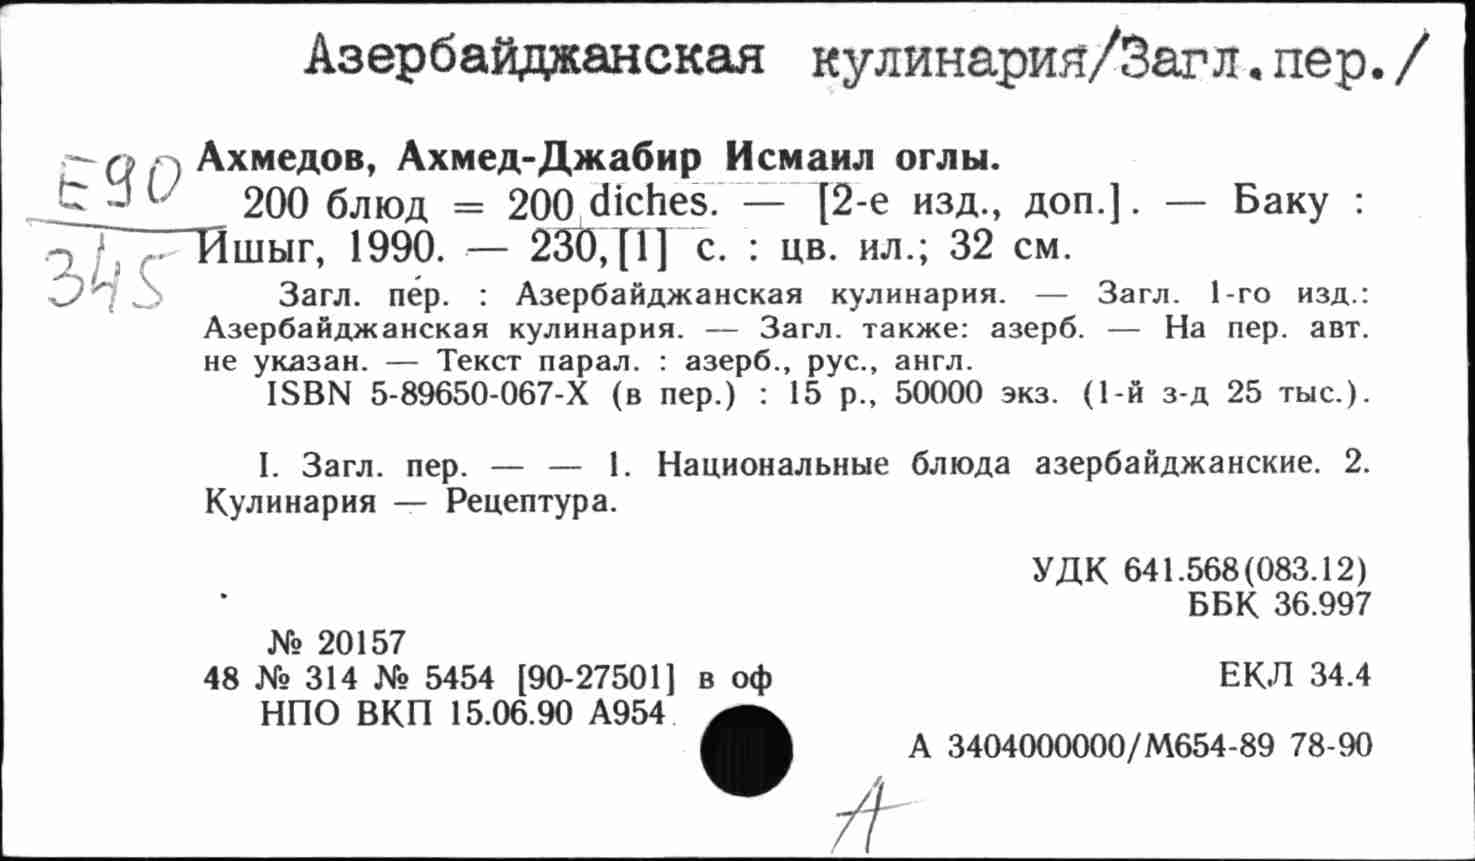 Азербайджанская кулинария/Загл.пер./
Е90
345
Ахмедов, Ахмед-Джабир Исмаил оглы.
200 блюд = 200 diches. — [2-е изд., доп.]. — Баку :
Ишыг, 1990. — 230, [1] с. : цв. ил.; 32 см.
Загл. пер. : Азербайджанская кулинария. — Загл. 1-го изд.:
Азербайджанская кулинария. — Загл. также: азерб. — На пер. авт.
не указан. — Текст парал. : азерб., рус., англ.
ISBN 5-89650-067-X (в пер.) : 15 р., 50000 экз. (1-й з-д 25 тыс.).
I. Загл. пер. — — 1. Национальные блюда азербайджанские. 2.
Кулинария — Рецептура.
УДК 641.568(083.12)
ББК 36.997
№ 20157
48 № 314 № 5454 [90-27501] в оф
ЕКЛ 34.4
НПО ВКП 15.06.90 А954
А 3404000000/М654-89 78-90
А